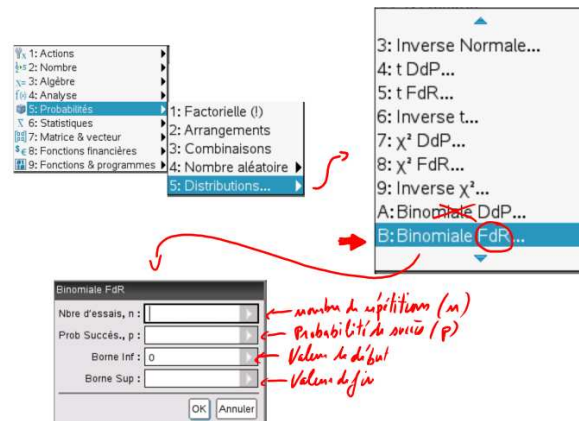 1: Actions
2: Nombre
3: Algèbre
4: Analyse
5: Probabilités
6: Statistiques
7: Matrice & vecteur
8: Fonctions financières
9: Fonctions & programmes
1: Factorielle (!)
2: Arrangements
3: Combinaisons
4: Nombre aléatoire
5: Distributions...
3: Inverse Normale...
4: t DdP...
5: t FdR...
6: Inverse t...
7: χ² DdP...
8: χ² FdR...
9: Inverse χ²...
A: Binomiale DdP...
B: Binomiale FdR...
Binomiale FdR
Nbre d'essais, n : nombre de répétitions (n)
Prob Succés., p : Probabilité de succès (p)
Borne Inf : 0 Valeur de début
Borne Sup : Valeur de fin
OK Annuler